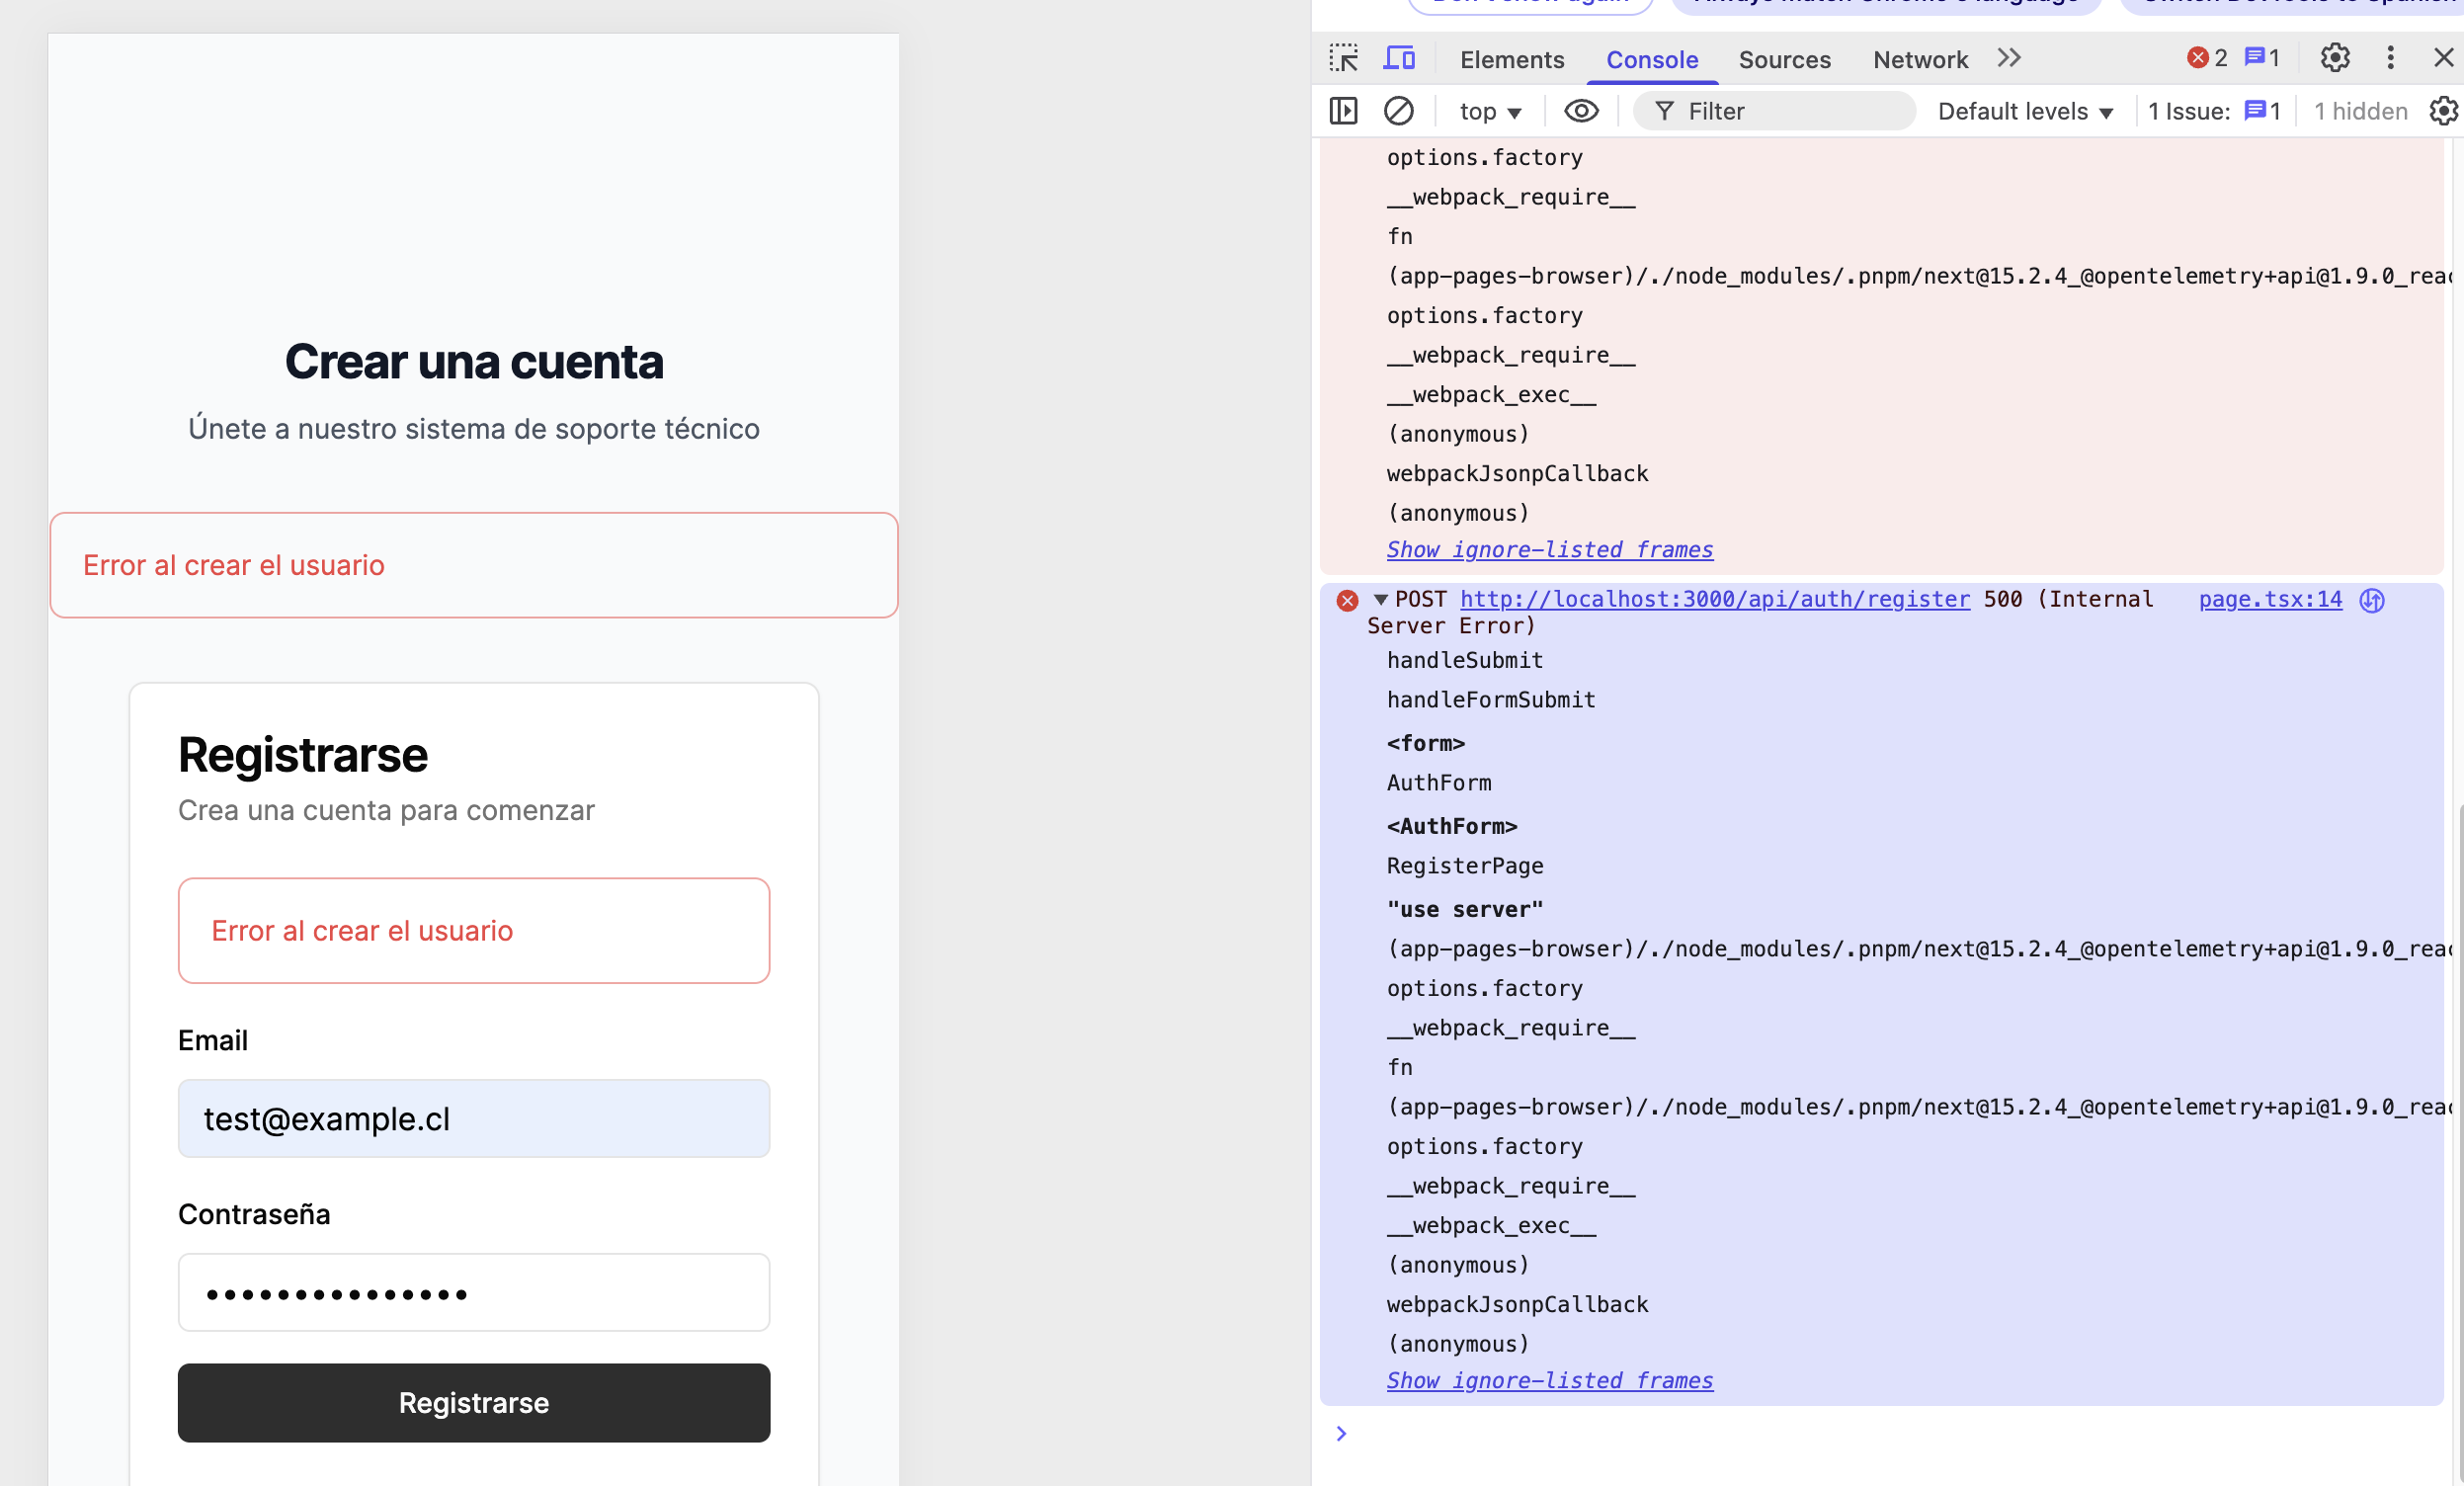 Crear una cuenta
Únete a nuestro sistema de soporte técnico
Error al crear el usuario
Registrarse
Crea una cuenta para comenzar
Error al crear el usuario
Email
test@example.cl
Contraseña
•••••••••••••••
Registrarse
Elements Console Sources Network 2 1
top Filter Default levels 1 Issue: 1 1 hidden
options.factory
__webpack_require__
fn
(app-pages-browser)/./node_modules/.pnpm/next@15.2.4_@opentelemetry+api@1.9.0_reac
options.factory
__webpack_require__
__webpack_exec__
(anonymous)
webpackJsonpCallback
(anonymous)
Show ignore-listed frames
POST http://localhost:3000/api/auth/register 500 (Internal page.tsx:14
Server Error)
handleSubmit
handleFormSubmit
<form>
AuthForm
<AuthForm>
RegisterPage
"use server"
(app-pages-browser)/./node_modules/.pnpm/next@15.2.4_@opentelemetry+api@1.9.0_reac
options.factory
__webpack_require__
fn
(app-pages-browser)/./node_modules/.pnpm/next@15.2.4_@opentelemetry+api@1.9.0_reac
options.factory
__webpack_require__
__webpack_exec__
(anonymous)
webpackJsonpCallback
(anonymous)
Show ignore-listed frames